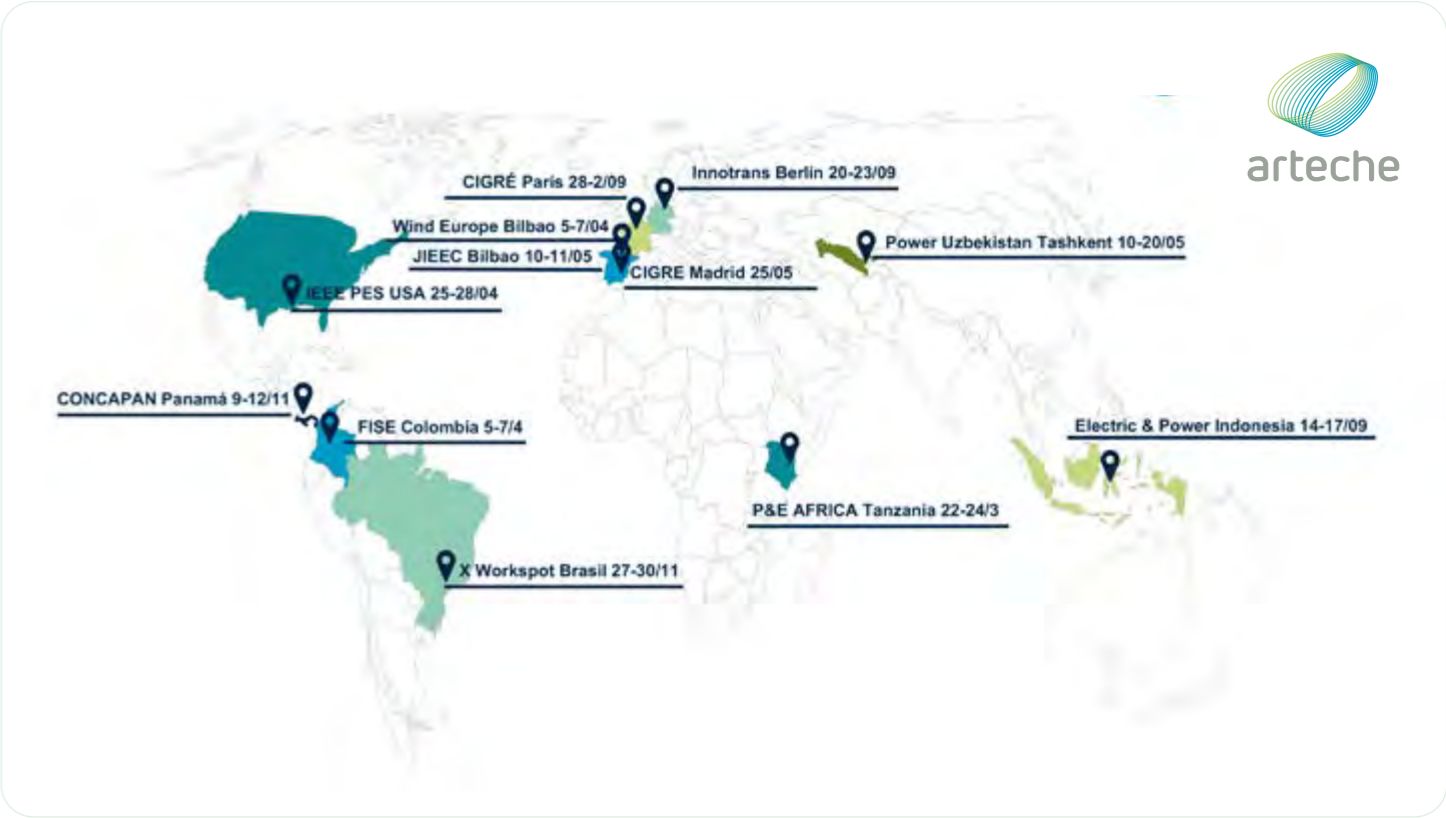 arteche
CIGRÉ París 28-2/09
Innotrans Berlin 20-23/09
Wind Europe Bilbao 5-7/04
JIEEC Bilbao 10-11/05
CIGRE Madrid 25/05
Power Uzbekistan Tashkent 10-20/05
IEEE PES USA 25-28/04
CONCAPAN Panamá 9-12/11
FISE Colombia 5-7/4
Electric & Power Indonesia 14-17/09
P&E AFRICA Tanzania 22-24/3
X Workspot Brasil 27-30/11